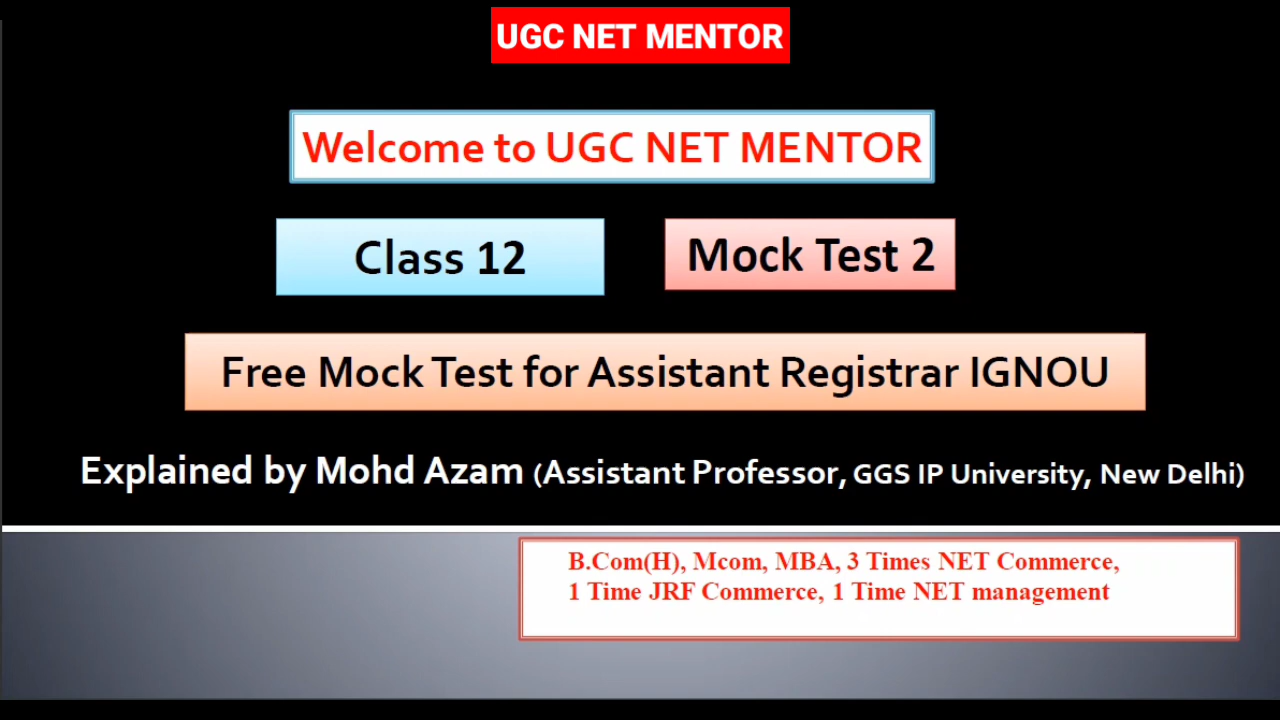 UGC NET MENTOR
Welcome to UGC NET MENTOR
Class 12
Mock Test 2
Free Mock Test for Assistant Registrar IGNOU
Explained by Mohd Azam (Assistant Professor, GGS IP University, New Delhi)
B.Com(H), Mcom, MBA, 3 Times NET Commerce,
1 Time JRF Commerce, 1 Time NET management